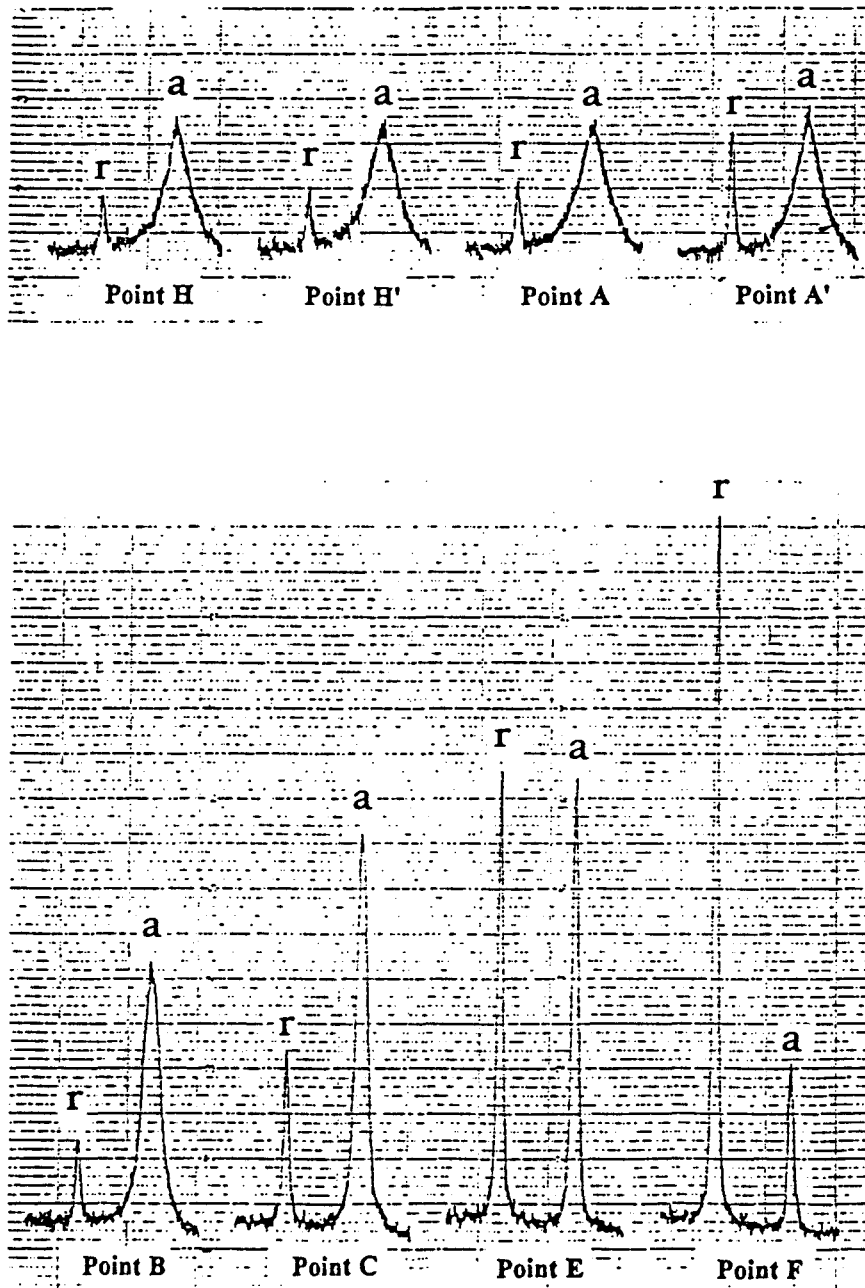 a a a a
r r r r
Point H Point H' Point A Point A'
r
r a
a
a
r
r a
Point B Point C Point E Point F